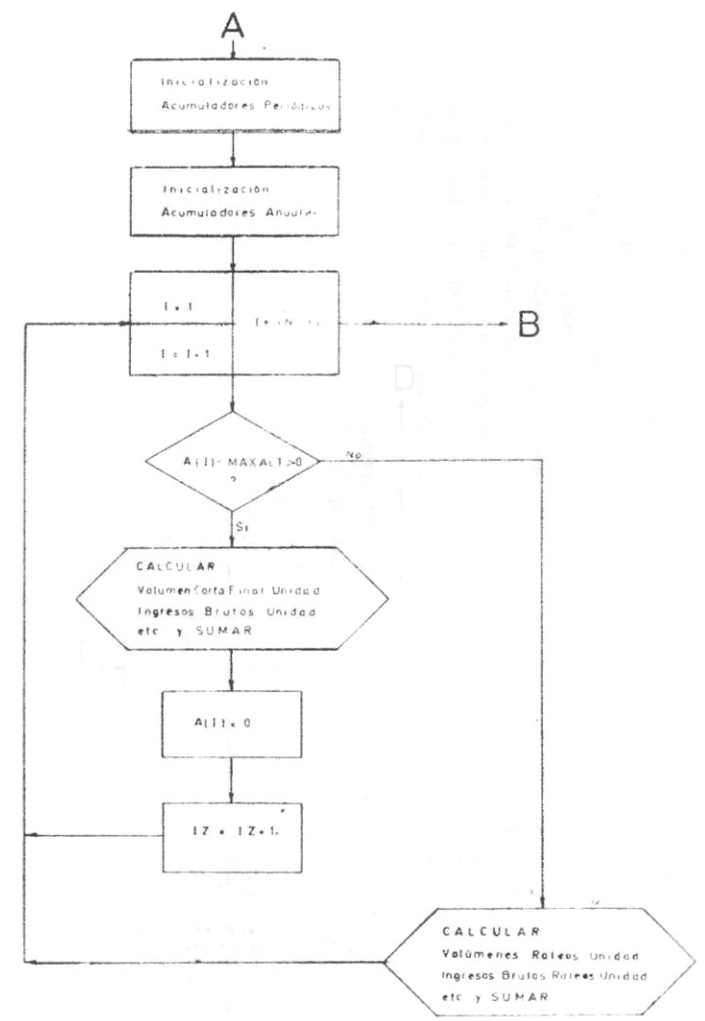 A
Inicialización
Acumuladores Periódicos
Inicialización
Acumuladores Anuales
I = 1
I = I + 1
B
A(I) - MAXACT > 0
?
No
Si
CALCULAR
Volumen Corta Final Unidad
Ingresos Brutos Unidad
etc y SUMAR
A(I) = 0
IZ = IZ + 1
CALCULAR
Volúmenes Raleos Unidad
Ingresos Brutos Raleos Unidad
etc y SUMAR